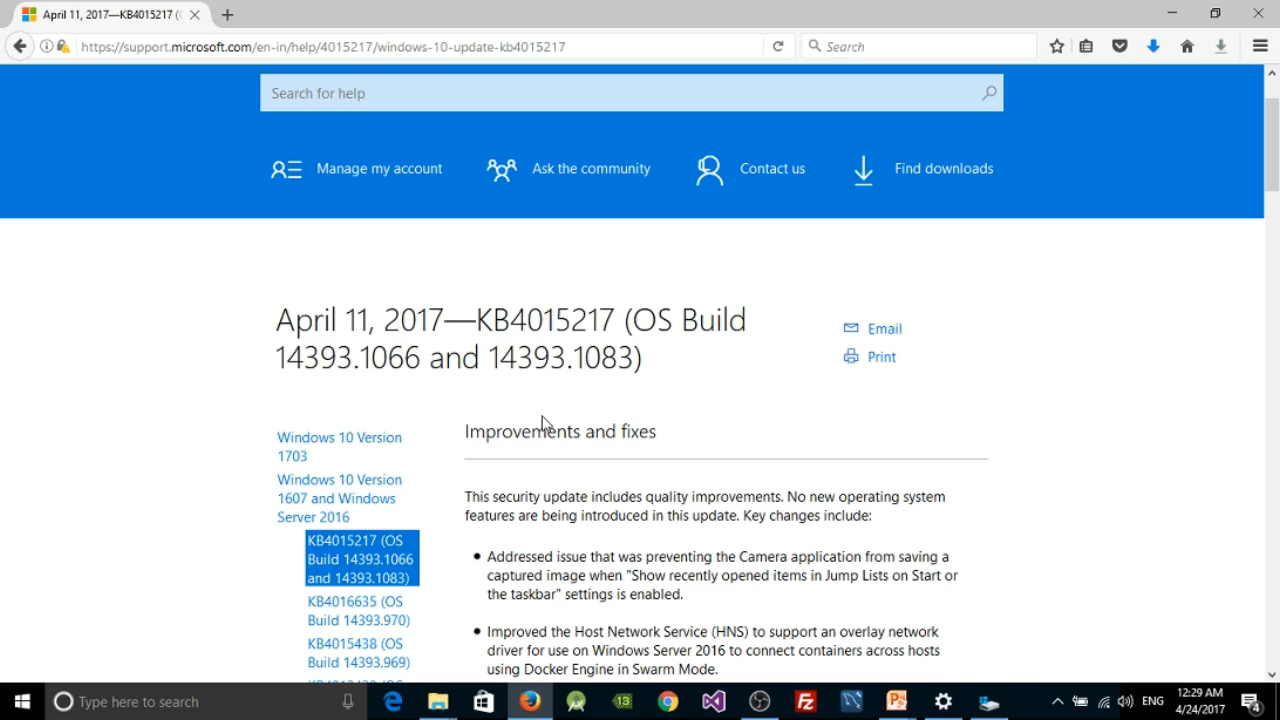 April 11, 2017—KB4015217 (
https://support.microsoft.com/en-in/help/4015217/windows-10-update-kb4015217
Search
Search for help
Manage my account
Ask the community
Contact us
Find downloads
April 11, 2017—KB4015217 (OS Build
14393.1066 and 14393.1083)
Email
Print
Windows 10 Version
1703
Windows 10 Version
1607 and Windows
Server 2016
KB4015217 (OS
Build 14393.1066
and 14393.1083)
KB4016635 (OS
Build 14393.970)
KB4015438 (OS
Build 14393.969)
Improvements and fixes
This security update includes quality improvements. No new operating system
features are being introduced in this update. Key changes include:
Addressed issue that was preventing the Camera application from saving a
captured image when "Show recently opened items in Jump Lists on Start or
the taskbar" settings is enabled.
Improved the Host Network Service (HNS) to support an overlay network
driver for use on Windows Server 2016 to connect containers across hosts
using Docker Engine in Swarm Mode.
Type here to search
ENG
12:29 AM
4/24/2017
4